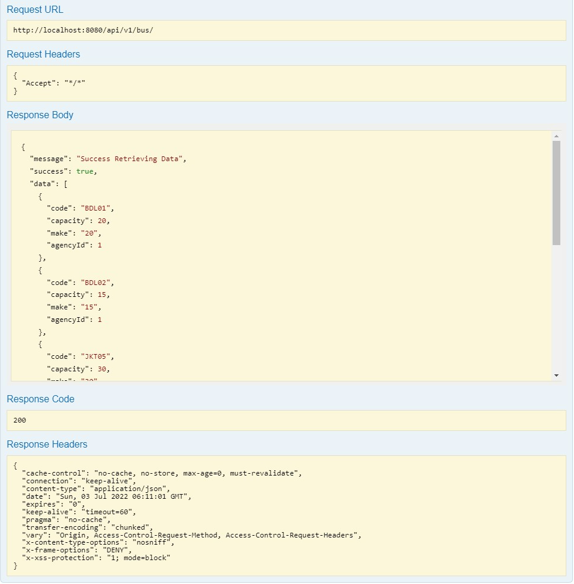 Request URL
http://localhost:8080/api/v1/bus/
Request Headers
{
"Accept": "*/*"
}
Response Body
{
"message": "Success Retrieving Data",
"success": true,
"data": [
{
"code": "BDL01",
"capacity": 20,
"make": "20",
"agencyId": 1
},
{
"code": "BDL02",
"capacity": 15,
"make": "15",
"agencyId": 1
},
{
"code": "JKT05",
"capacity": 30,
Response Code
200
Response Headers
{
"cache-control": "no-cache, no-store, max-age=0, must-revalidate",
"connection": "keep-alive",
"content-type": "application/json",
"date": "Sun, 03 Jul 2022 06:11:01 GMT",
"expires": "0",
"keep-alive": "timeout=60",
"pragma": "no-cache",
"transfer-encoding": "chunked",
"vary": "Origin, Access-Control-Request-Method, Access-Control-Request-Headers",
"x-content-type-options": "nosniff",
"x-frame-options": "DENY",
"x-xss-protection": "1; mode=block"
}